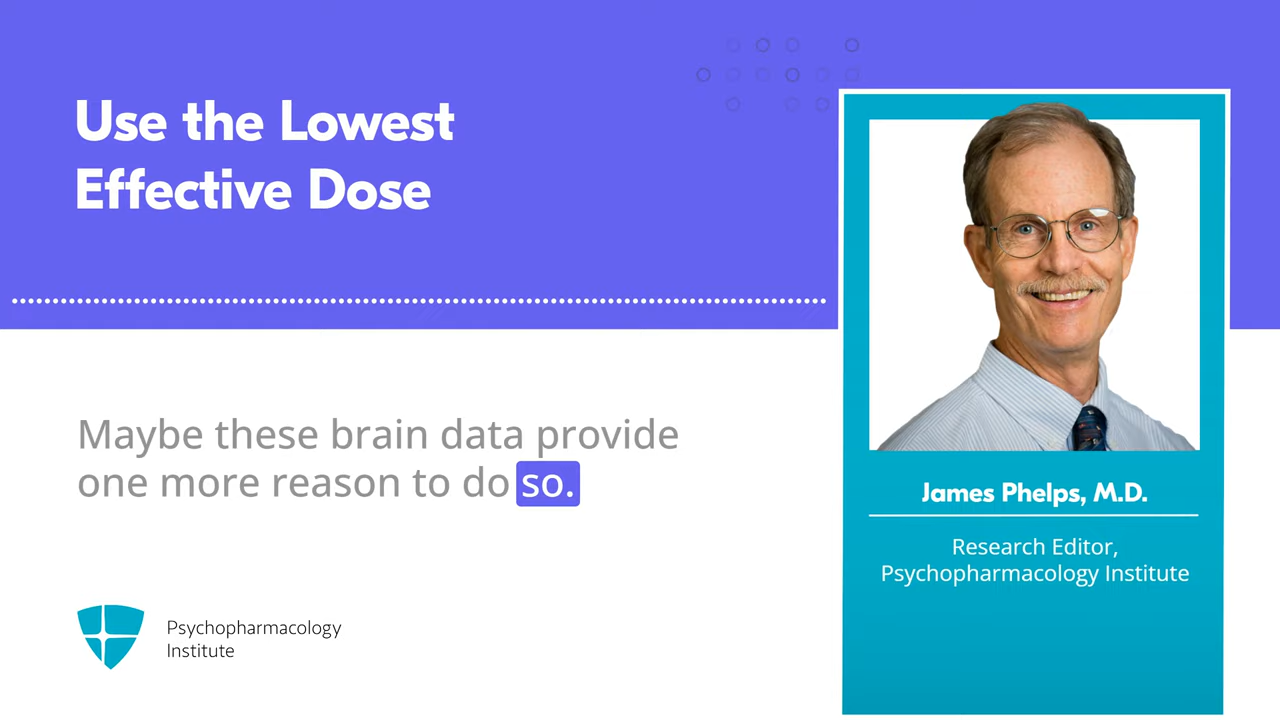 Use the Lowest
Effective Dose
Maybe these brain data provide
one more reason to do so.
Psychopharmacology
Institute
James Phelps, M.D.
Research Editor,
Psychopharmacology Institute